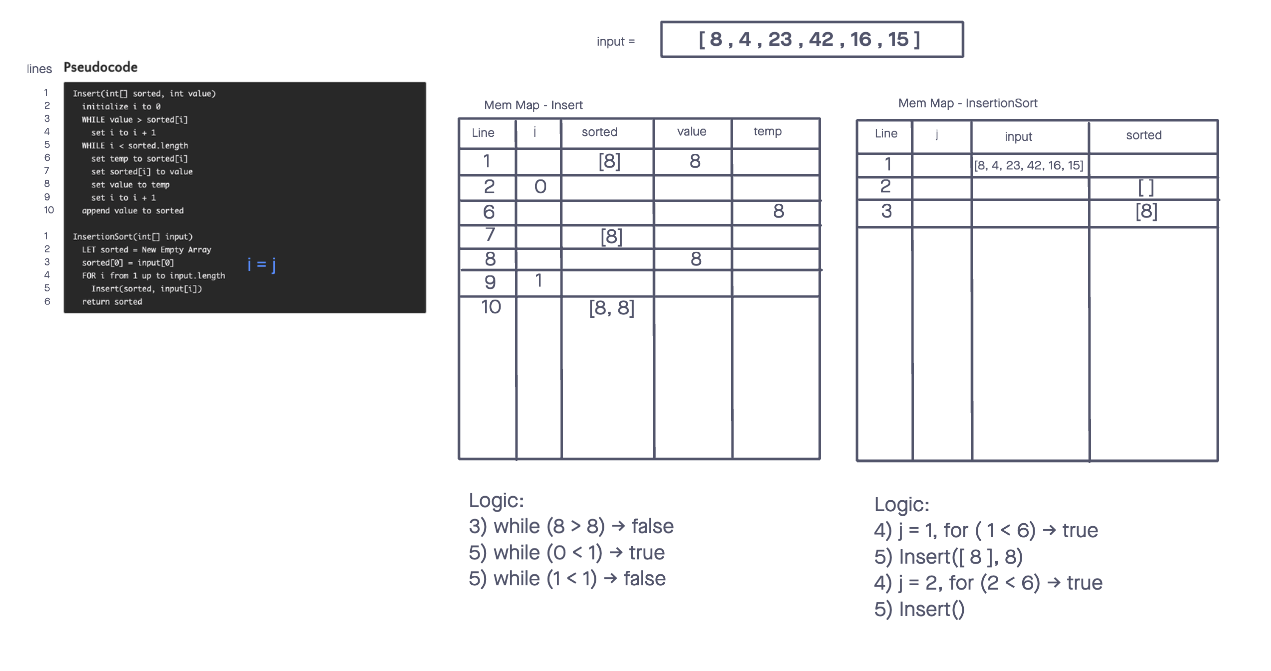 input = [ 8 , 4 , 23 , 42 , 16 , 15 ]
lines Pseudocode
1 Insert(int[] sorted, int value)
2 initialize i to 0
3 WHILE value > sorted[i]
4 set i to i + 1
5 WHILE i < sorted.length
6 set temp to sorted[i]
7 set sorted[i] to value
8 set value to temp
9 set i to i + 1
10 append value to sorted
1 InsertionSort(int[] input)
2 LET sorted = New Empty Array
3 sorted[0] = input[0]
4 FOR i from 1 up to input.length
5 Insert(sorted, input[i])
6 return sorted
i = j
Mem Map - Insert
Line i sorted value temp
1 [8] 8
2 0
6 8
7 [8]
8 8
9 1
10 [8, 8]
Logic:
3) while (8 > 8) → false
5) while (0 < 1) → true
5) while (1 < 1) → false
Mem Map - InsertionSort
Line j input sorted
1 [8, 4, 23, 42, 16, 15]
2 [ ]
3 [8]
Logic:
4) j = 1, for ( 1 < 6) → true
5) Insert([ 8 ], 8)
4) j = 2, for (2 < 6) → true
5) Insert()